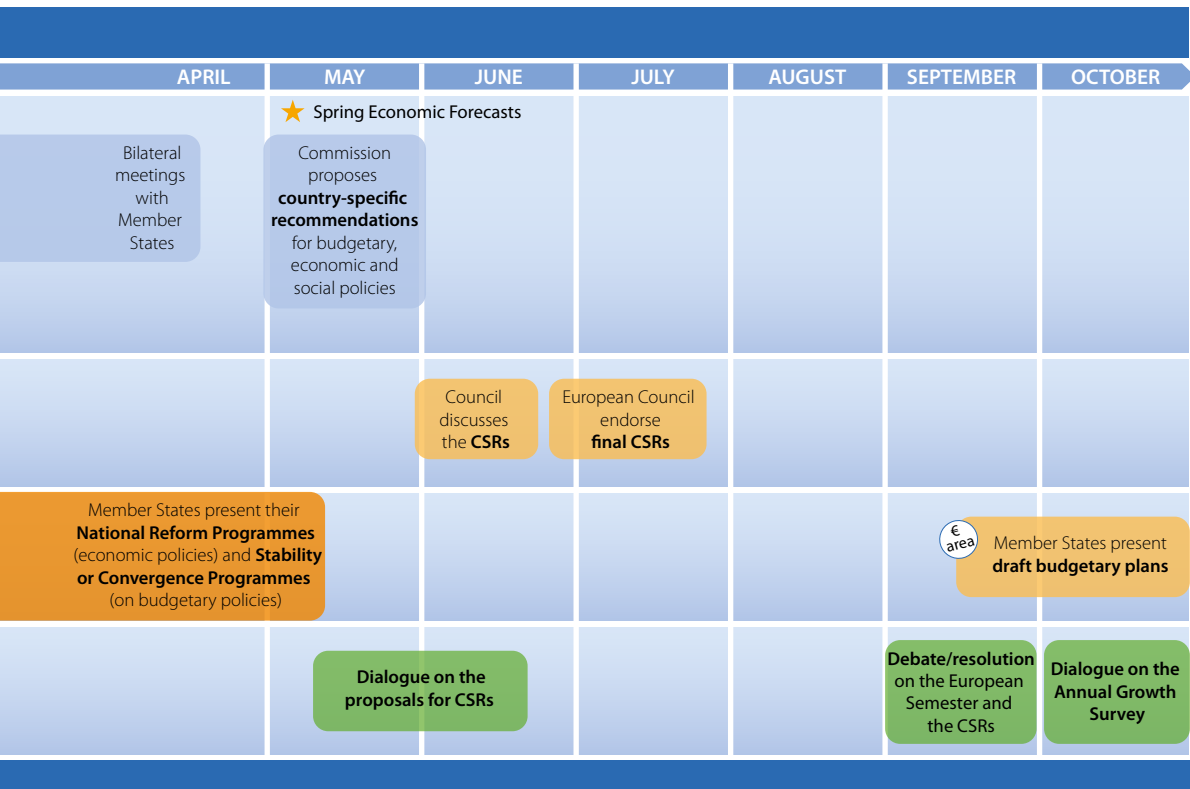 APRIL
MAY
JUNE
JULY
AUGUST
SEPTEMBER
OCTOBER
Spring Economic Forecasts
Bilateral
meetings
with
Member
States
Commission
proposes
country-specific
recommendations
for budgetary,
economic and
social policies
Council
discusses
the CSRs
European Council
endorse
final CSRs
Member States present their
National Reform Programmes
(economic policies) and Stability
or Convergence Programmes
(on budgetary policies)
€
area
Member States present
draft budgetary plans
Dialogue on the
proposals for CSRs
Debate/resolution
on the European
Semester and
the CSRs
Dialogue on the
Annual Growth
Survey